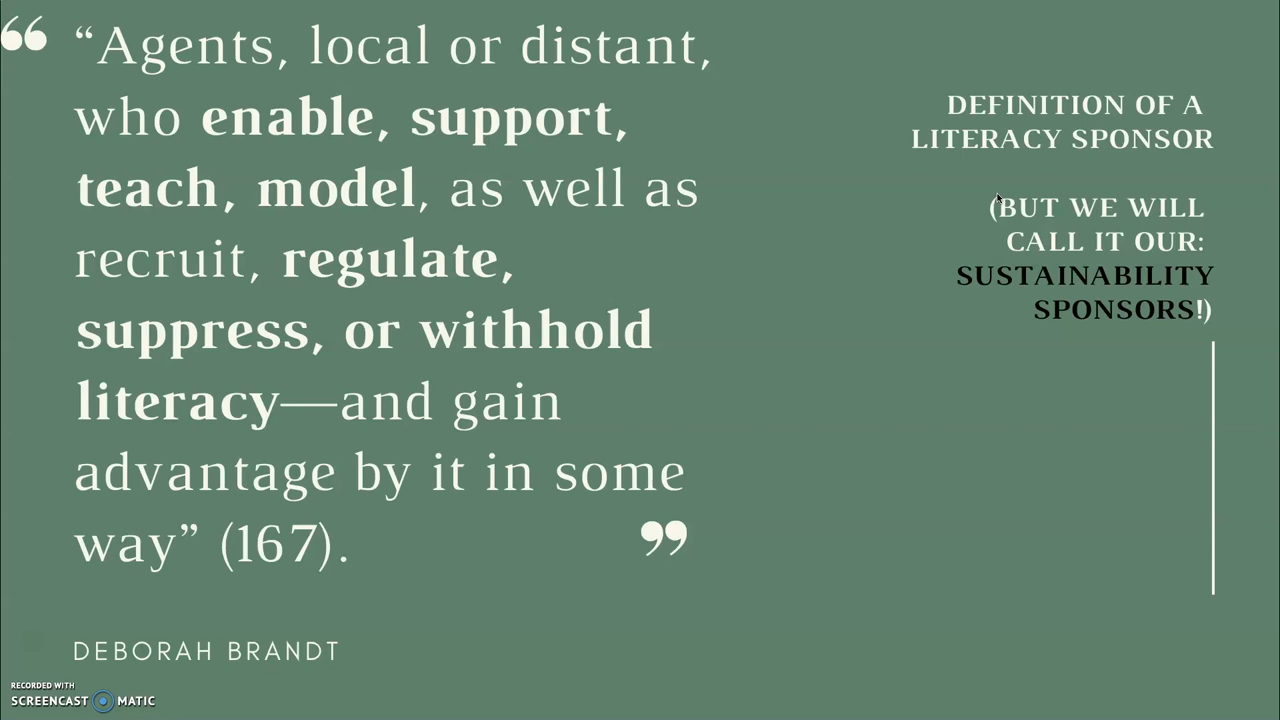 “Agents, local or distant,
who enable, support,
teach, model, as well as
recruit, regulate,
suppress, or withhold
literacy—and gain
advantage by it in some
way” (167).
DEBORAH BRANDT
DEFINITION OF A
LITERACY SPONSOR
(BUT WE WILL
CALL IT OUR:
SUSTAINABILITY
SPONSORS!)
RECORDED WITH
SCREENCAST MATIC